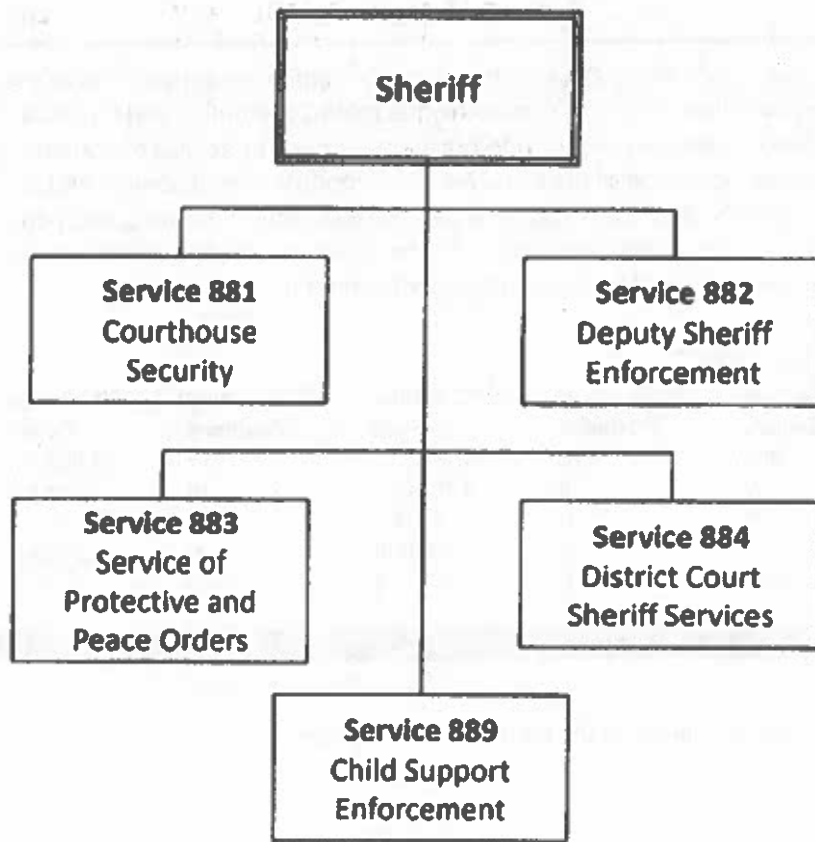 Sheriff
Service 881
Courthouse
Security
Service 882
Deputy Sheriff
Enforcement
Service 883
Service of
Protective and
Peace Orders
Service 884
District Court
Sheriff Services
Service 889
Child Support
Enforcement